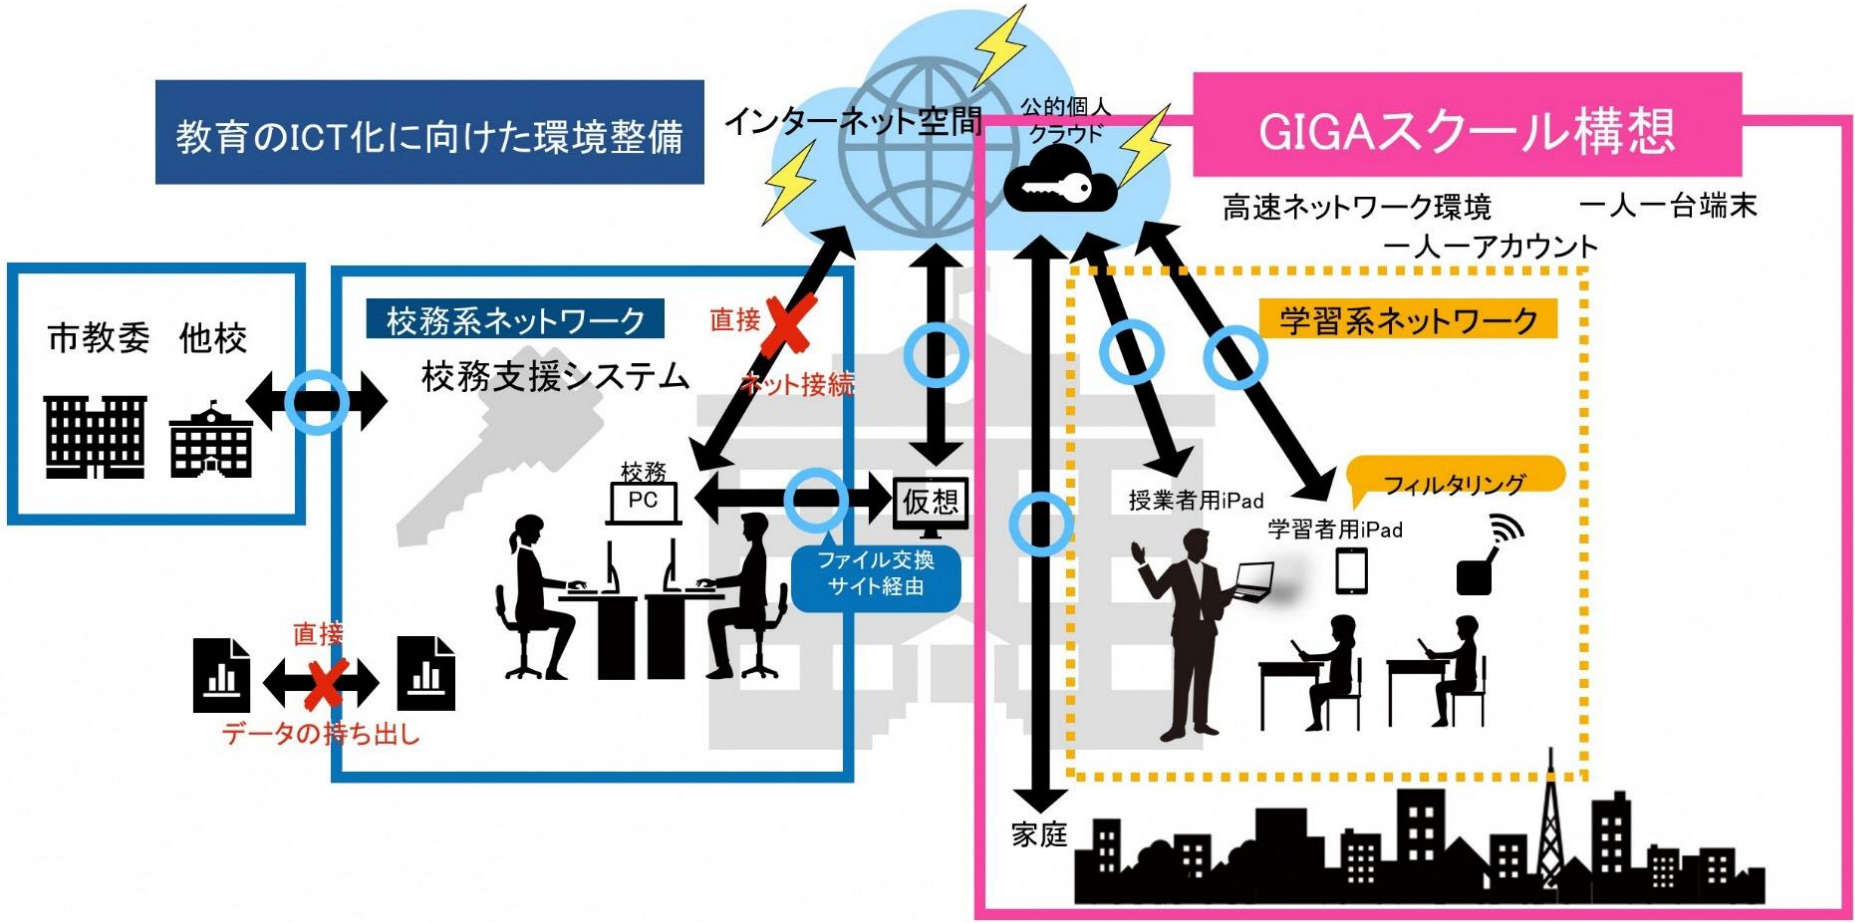 教育のICT化に向けた環境整備
インターネット空間
公的個人
クラウド
GIGAスクール構想
高速ネットワーク環境
一人一台端末
一人一アカウント
市教委 他校
校務系ネットワーク
校務支援システム
直接
ネット接続
学習系ネットワーク
校務
PC
仮想
ファイル交換
サイト経由
授業者用iPad
学習者用iPad
フィルタリング
直接
データの持ち出し
家庭